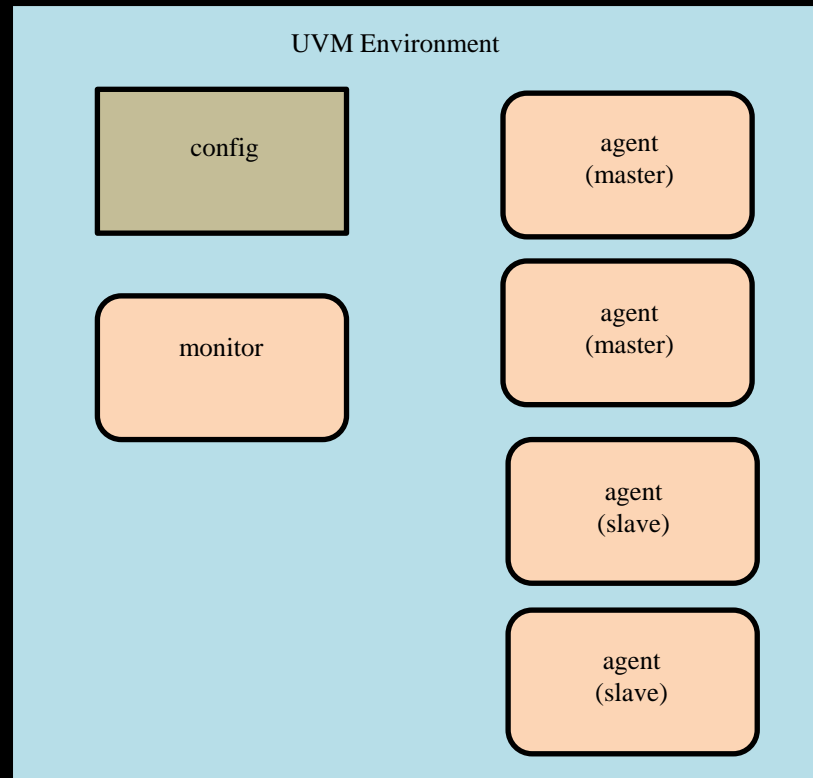 UVM Environment
config
monitor
agent
(master)
agent
(master)
agent
(slave)
agent
(slave)